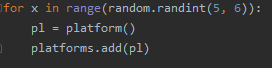 for x in range(random.randint(5, 6)):
    pl = platform()
    platforms.add(pl)